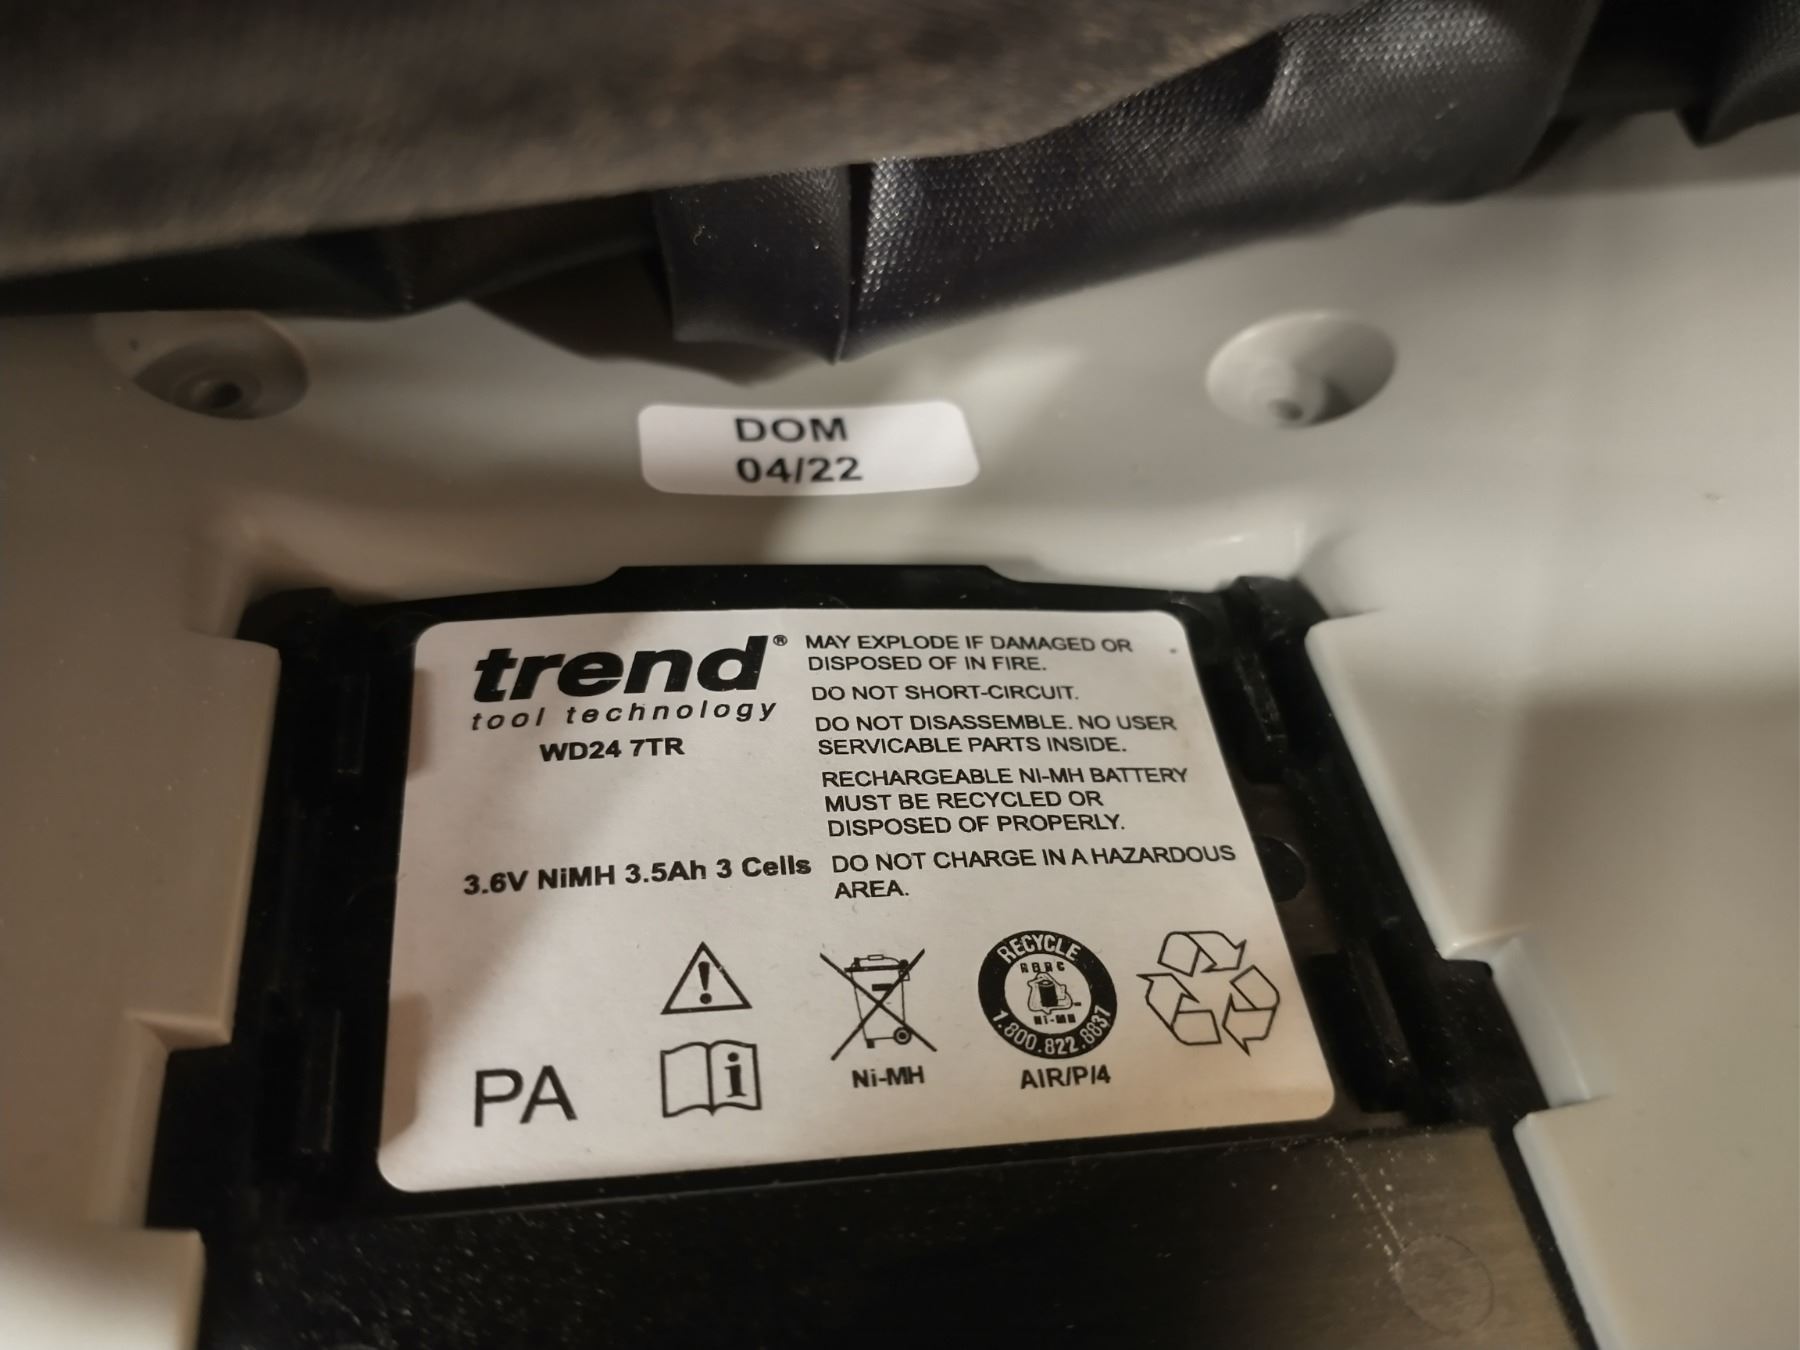 DOM
04/22
trend®
tool technology
WD24 7TR
3.6V NiMH 3.5Ah 3 Cells
MAY EXPLODE IF DAMAGED OR
DISPOSED OF IN FIRE.
DO NOT SHORT-CIRCUIT.
DO NOT DISASSEMBLE. NO USER
SERVICABLE PARTS INSIDE.
RECHARGEABLE NI-MH BATTERY
MUST BE RECYCLED OR
DISPOSED OF PROPERLY.
DO NOT CHARGE IN A HAZARDOUS
AREA.
PA
i
Ni-MH
RECYCLE
RBRC
Ni-MH
1.800.822.8837
AIR/P/4